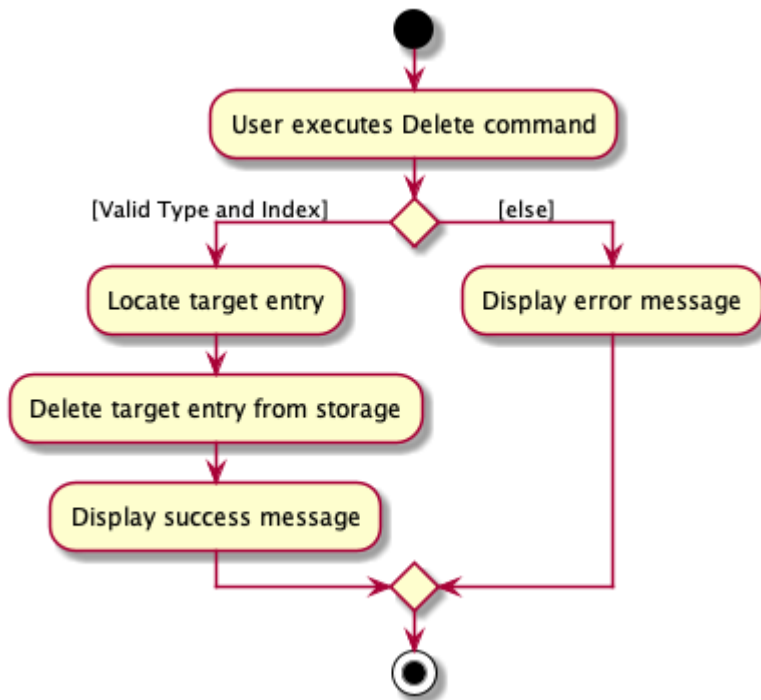 User executes Delete command
[Valid Type and Index]
[else]
Locate target entry
Display error message
Delete target entry from storage
Display success message